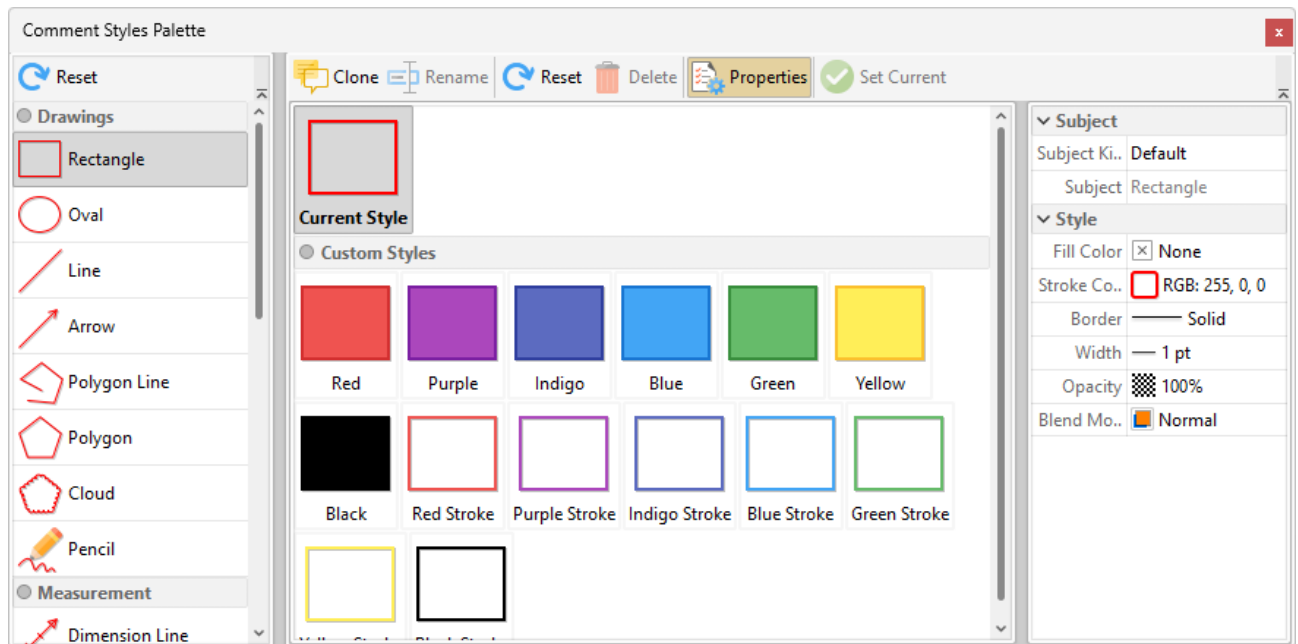 Comment Styles Palette
x
Reset
Drawings
Rectangle
Oval
Line
Arrow
Polygon Line
Polygon
Cloud
Pencil
Measurement
Dimension Line
Clone Rename Reset Delete Properties Set Current
Current Style
Custom Styles
Red Purple Indigo Blue Green Yellow
Black Red Stroke Purple Stroke Indigo Stroke Blue Stroke Green Stroke
Subject
Subject Ki.. Default
Subject Rectangle
Style
Fill Color None
Stroke Co.. RGB: 255, 0, 0
Border Solid
Width 1 pt
Opacity 100%
Blend Mo.. Normal